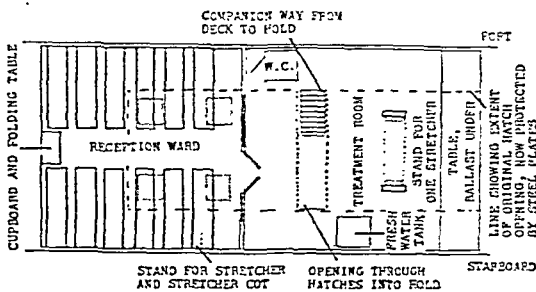 COMPANION WAY FROM
DECK TO HOLD
PORT
W.C.
CUPBOARD AND FOLDING TABLE
RECEPTION WARD
TREATMENT ROOM
STAND FOR
ONE STRETCHER
TABLE,
BALLAST UNDER
LINE SHOWING EXTENT
OF ORIGINAL HATCH
OPENING, NOW PROTECTED
BY STEEL PLATES
FRESH
WATER
TANK,
STAND FOR STRETCHER
AND STRETCHER COT
OPENING THROUGH
HATCHES INTO HOLD
STARBOARD